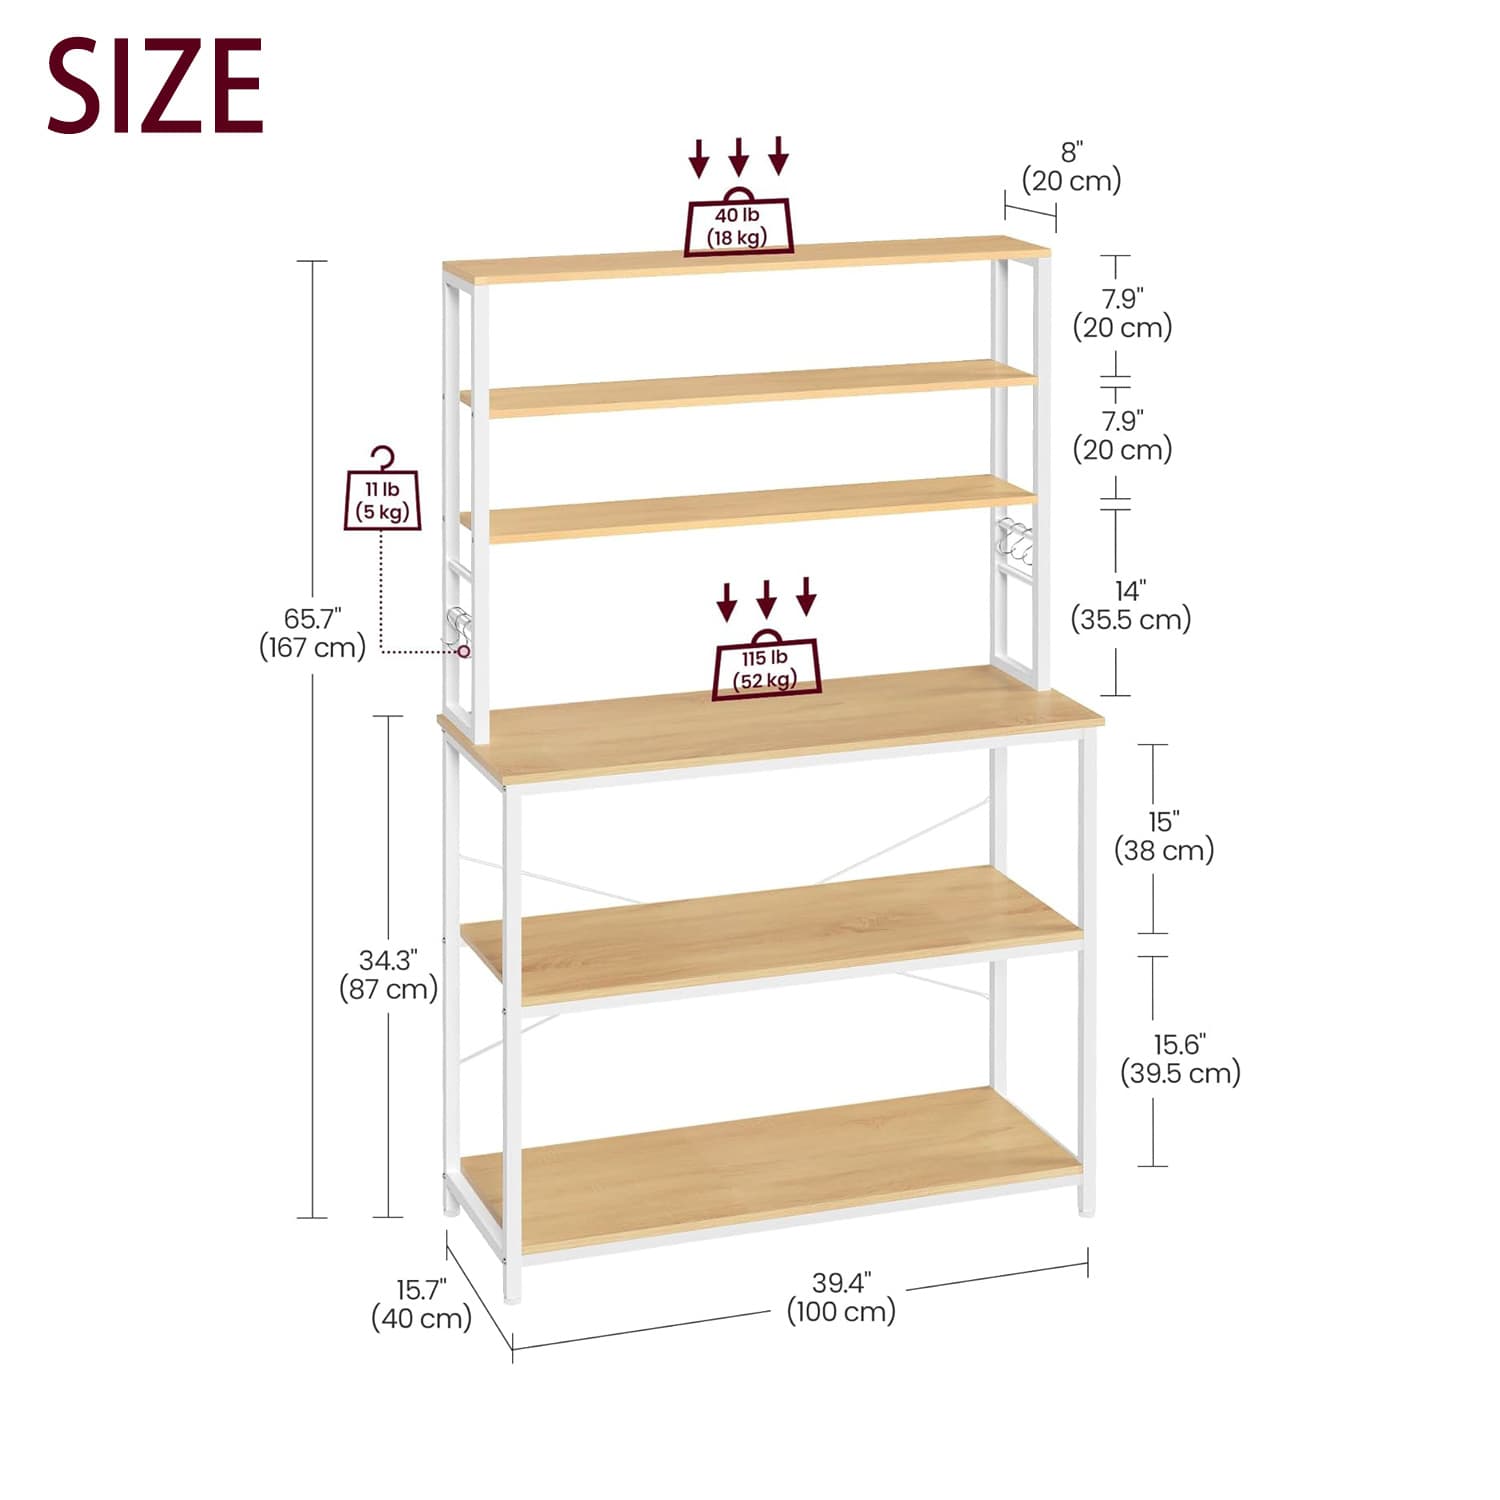 SIZE
8"
(20 cm)
40 lb
(18 kg)
7.9"
(20 cm)
7.9"
(20 cm)
11 lb
(5 kg)
14"
(35.5 cm)
65.7"
(167 cm)
115 lb
(52 kg)
15"
(38 cm)
34.3"
(87 cm)
15.6"
(39.5 cm)
15.7"
(40 cm)
39.4"
(100 cm)